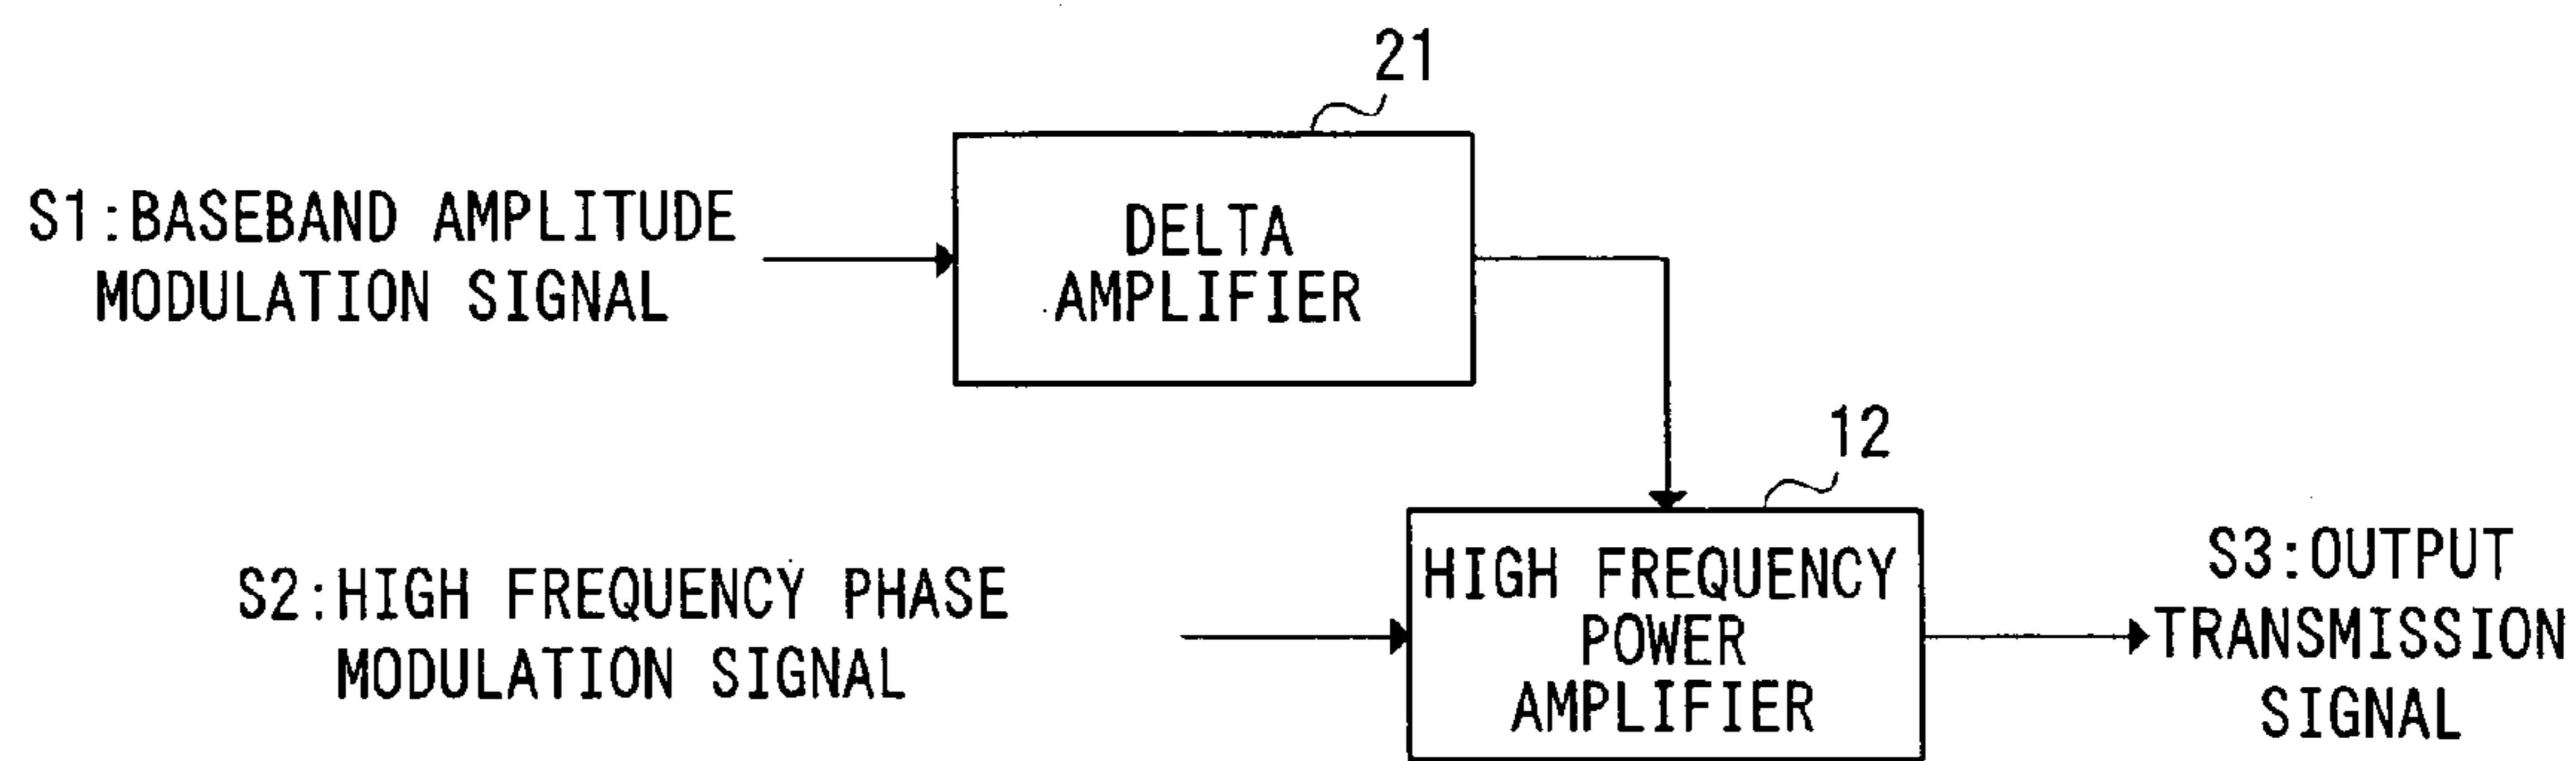 21
S1:BASEBAND AMPLITUDE
MODULATION SIGNAL
DELTA
AMPLIFIER
12
S2:HIGH FREQUENCY PHASE
MODULATION SIGNAL
HIGH FREQUENCY
POWER
AMPLIFIER
S3:OUTPUT
TRANSMISSION
SIGNAL